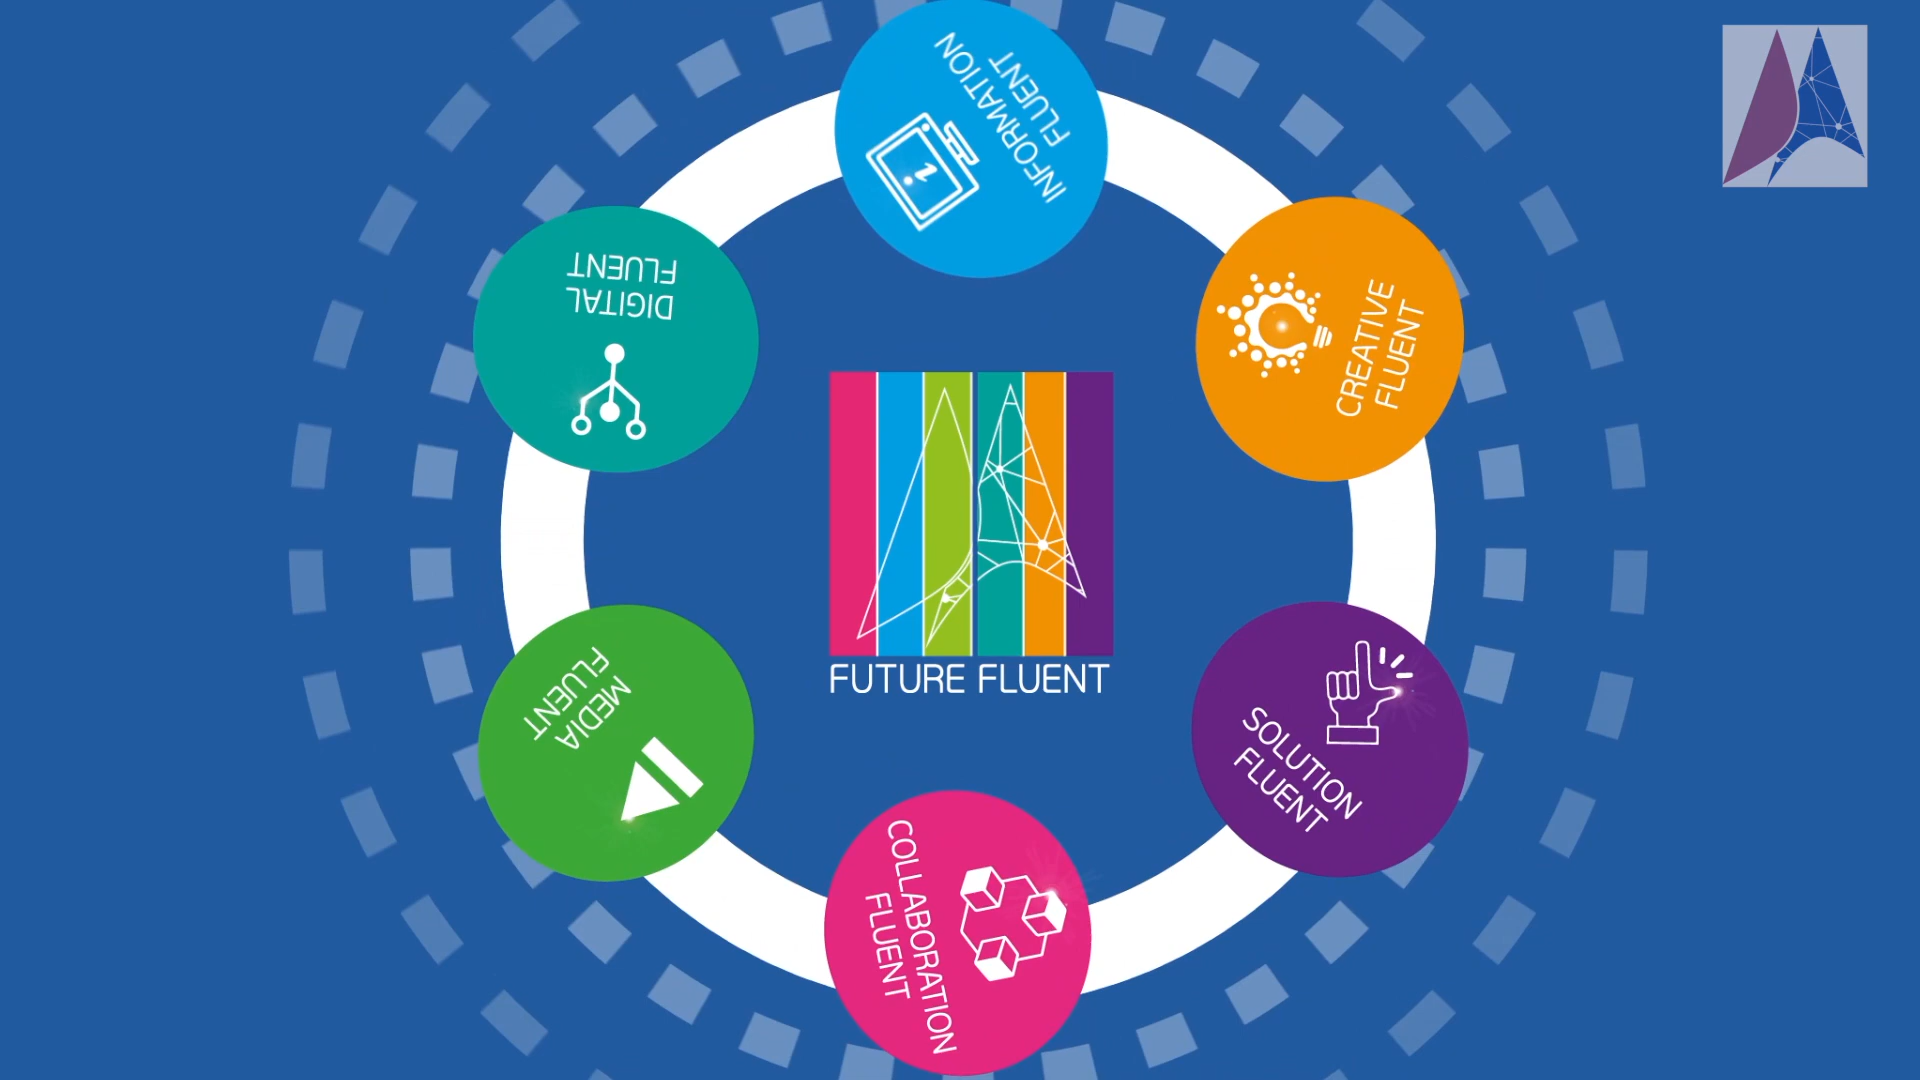 INFORMATION
FLUENT
CREATIVE
FLUENT
SOLUTION
FLUENT
COLLABORATION
FLUENT
MEDIA
FLUENT
DIGITAL
FLUENT
i
FUTURE FLUENT